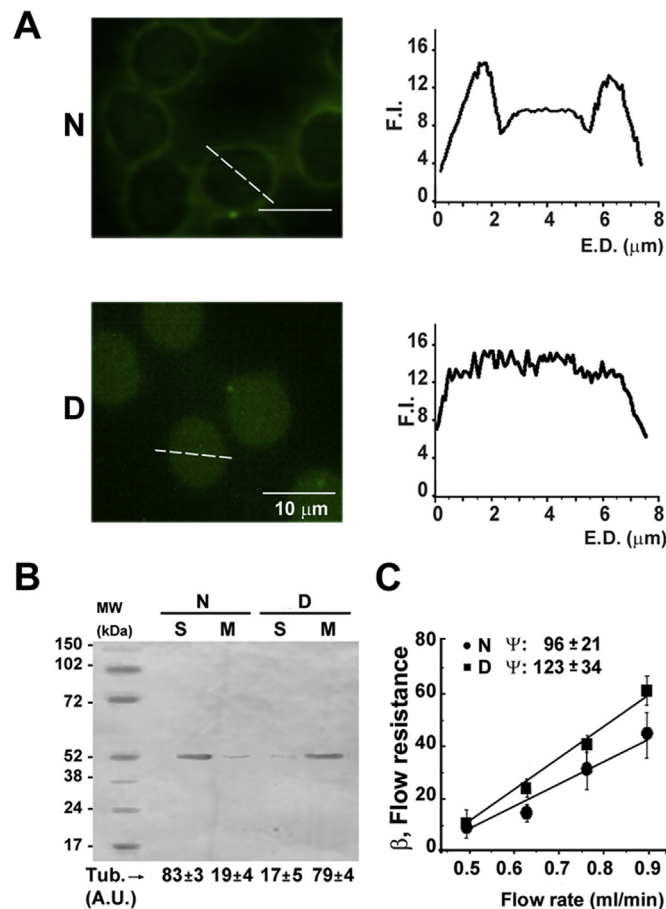 A
N
F.I.
16
12
8
4
0
0 2 4 6 8
E.D. (μm)
D
10 μm
F.I.
16
12
8
4
0
0 2 4 6 8
E.D. (μm)
B
MW
(kDa)
N D
S M S M
150
102
72
52
38
24
17
Tub.→ 83±3 19±4 17±5 79±4
(A.U.)
C
β, Flow resistance
80
60
40
20
0
N Ψ: 96±21
D Ψ: 123±34
0.5 0.6 0.7 0.8 0.9
Flow rate (ml/min)